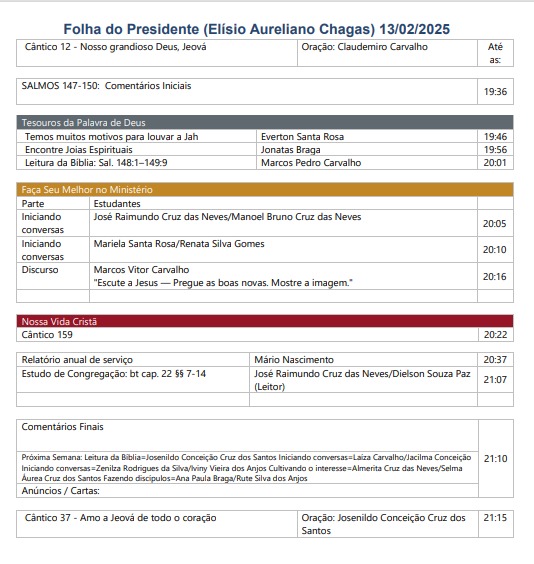 Folha do Presidente (Elísio Aureliano Chagas) 13/02/2025
Cântico 12 - Nosso grandioso Deus, Jeová Oração: Claudemiro Carvalho Até
as:
SALMOS 147-150: Comentários Iniciais 19:36
Tesouros da Palavra de Deus
Temos muitos motivos para louvar a Jah Everton Santa Rosa 19:46
Encontre Joias Espirituais Jonatas Braga 19:56
Leitura da Bíblia: Sal. 148:1–149:9 Marcos Pedro Carvalho 20:01
Faça Seu Melhor no Ministério
Parte Estudantes
Iniciando José Raimundo Cruz das Neves/Manoel Bruno Cruz das Neves 20:05
conversas
Iniciando Mariela Santa Rosa/Renata Silva Gomes 20:10
conversas
Discurso Marcos Vitor Carvalho 20:16
"Escute a Jesus — Pregue as boas novas. Mostre a imagem."
Nossa Vida Cristã
Cântico 159 20:22
Relatório anual de serviço Mário Nascimento 20:37
Estudo de Congregação: bt cap. 22 §§ 7-14 José Raimundo Cruz das Neves/Dielson Souza Paz 21:07
(Leitor)
Comentários Finais
Próxima Semana: Leitura da Bíblia=Josenildo Conceição Cruz dos Santos Iniciando conversas=Laiza Carvalho/Jacilma Conceição 21:10
Iniciando conversas=Zenilza Rodrigues da Silva/Iviny Vieira dos Anjos Cultivando o interesse=Almerita Cruz das Neves/Selma
Áurea Cruz dos Santos Fazendo discípulos=Ana Paula Braga/Rute Silva dos Anjos
Anúncios / Cartas:
Cântico 37 - Amo a Jeová de todo o coração Oração: Josenildo Conceição Cruz dos 21:15
Santos